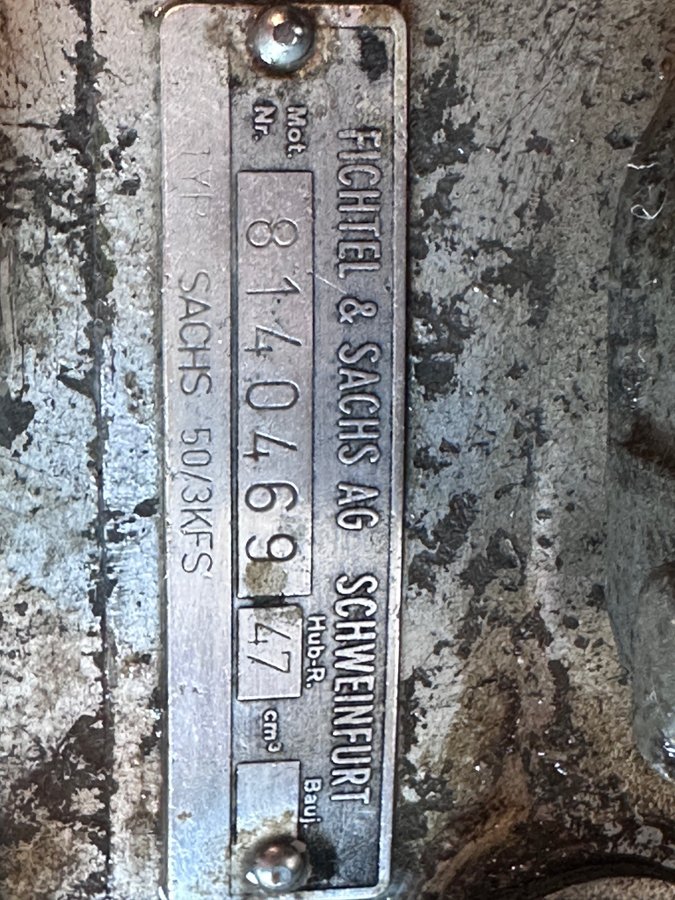 FICHTEL & SACHS AG SCHWEINFURT
Mot. Nr. 8140469 Hub-R. 47 cm³ Bauj.
TYP SACHS 50/3KFS